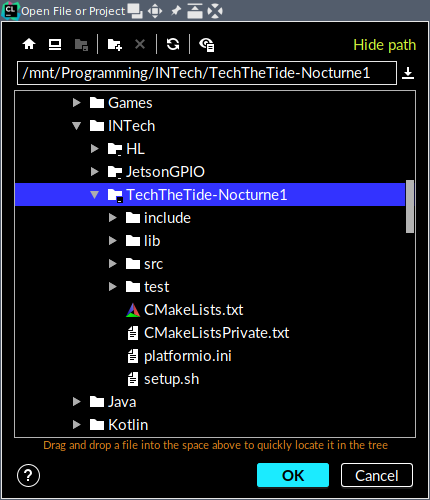 CL Open File or Project
Hide path
/mnt/Programming/INTech/TechTheTide-Nocturne1
Games
INTech
HL
JetsonGPIO
TechTheTide-Nocturne1
include
lib
src
test
CMakeLists.txt
CMakeListsPrivate.txt
platformio.ini
setup.sh
Java
Kotlin
Drag and drop a file into the space above to quickly locate it in the tree
? OK Cancel